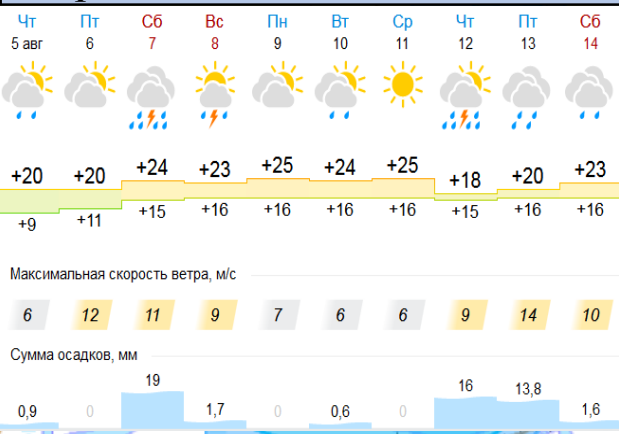 Чт Пт Сб Вс Пн Вт Ср Чт Пт Сб
5 авг 6 7 8 9 10 11 12 13 14
+20 +20 +24 +23 +25 +24 +25 +18 +20 +23
+9 +11 +15 +16 +16 +16 +16 +15 +16 +16
Максимальная скорость ветра, м/с
6 12 11 9 7 6 6 9 14 10
Сумма осадков, мм
0,9 0 19 1,7 0 0,6 0 16 13,8 1,6